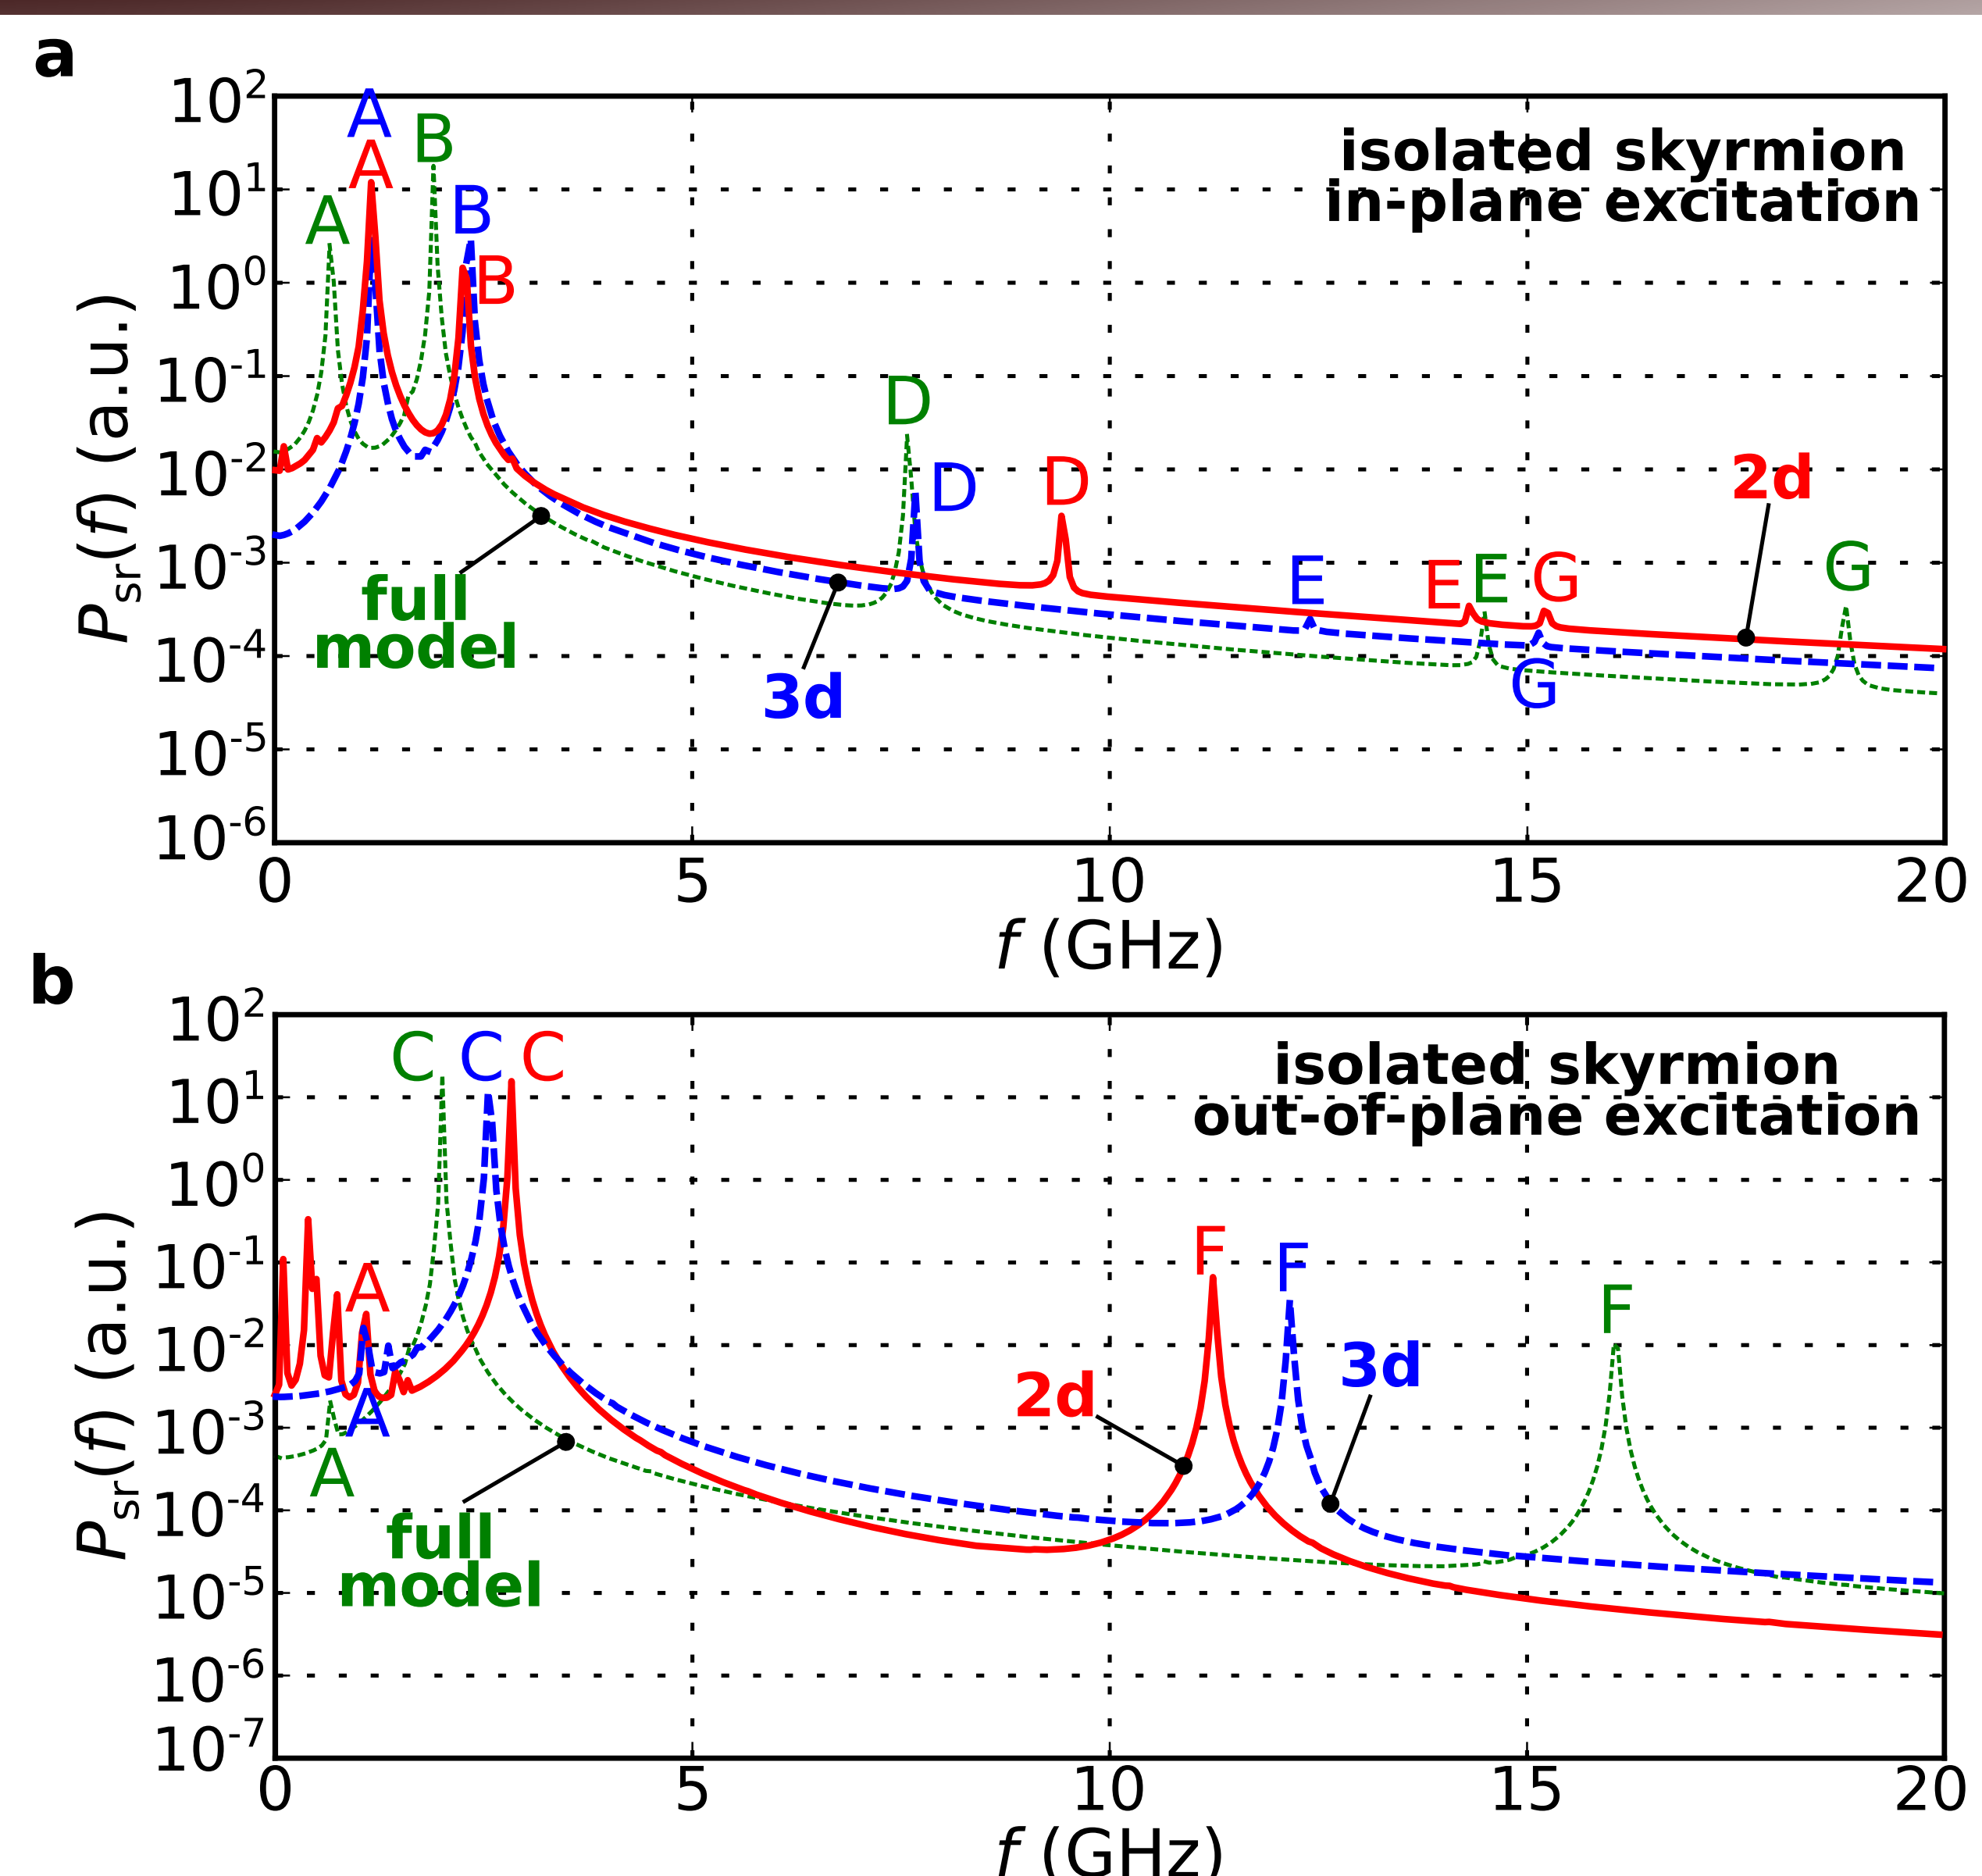 a
10²
10¹
10⁰
10⁻¹
10⁻²
10⁻³
10⁻⁴
10⁻⁵
10⁻⁶
P_sr(f) (a.u.)
isolated skyrmion
in-plane excitation
A
A
A
B
B
B
D
D
D
E
E
E
G
G
G
full
model
3d
2d
0 5 10 15 20
f (GHz)
b
10²
10¹
10⁰
10⁻¹
10⁻²
10⁻³
10⁻⁴
10⁻⁵
10⁻⁶
10⁻⁷
P_sr(f) (a.u.)
isolated skyrmion
out-of-plane excitation
C C C
A
A
A
F
F
F
2d
3d
full
model
0 5 10 15 20
f (GHz)